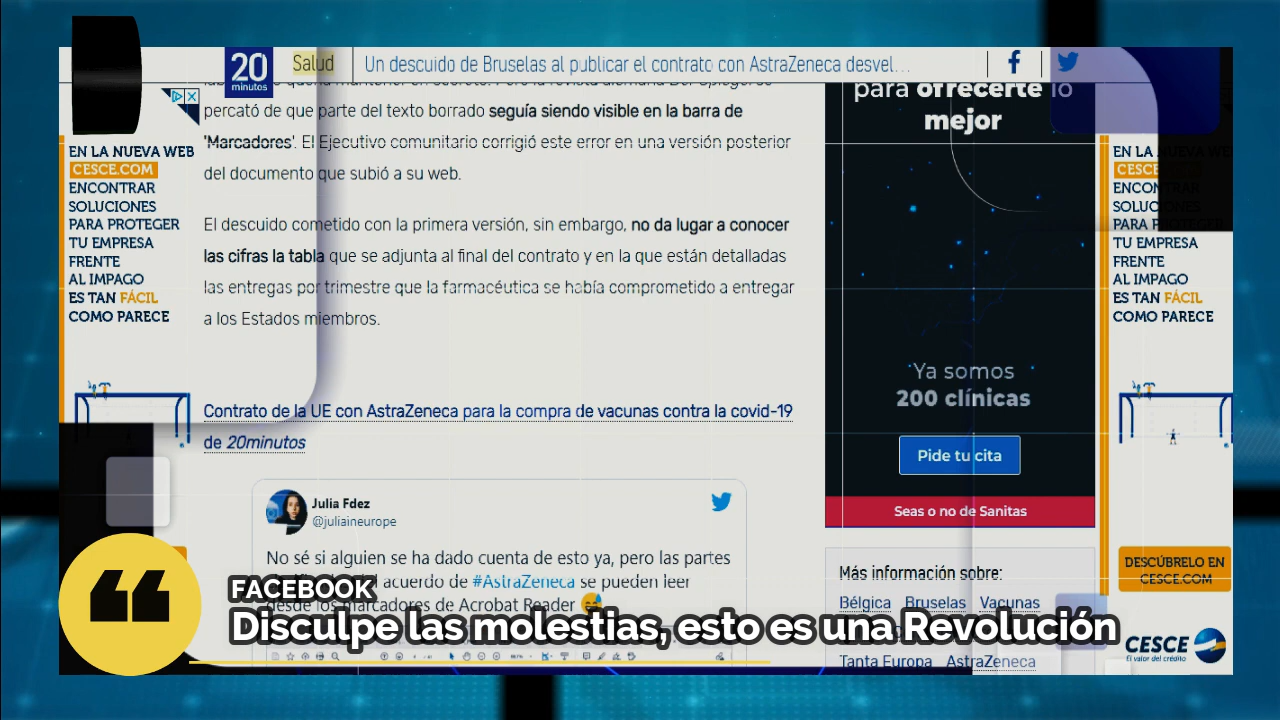 20
minutos
Salud
Un descuido de Bruselas al publicar el contrato con AstraZeneca desvel...
percató de que parte del texto borrado seguía siendo visible en la barra de
'Marcadores'. El Ejecutivo comunitario corrigió este error en una versión posterior
del documento que subió a su web.
El descuido cometido con la primera versión, sin embargo, no da lugar a conocer
las cifras la tabla que se adjunta al final del contrato y en la que están detalladas
las entregas por trimestre que la farmacéutica se había comprometido a entregar
a los Estados miembros.
Contrato de la UE con AstraZeneca para la compra de vacunas contra la covid-19
de 20minutos
Julia Fdez
@juliaineurope
No sé si alguien se ha dado cuenta de esto ya, pero las partes
acuerdo de #AstraZeneca se pueden leer
desde los marcadores de Acrobat Reader
EN LA NUEVA WEB
CESCE.COM
ENCONTRAR
SOLUCIONES
PARA PROTEGER
TU EMPRESA
FRENTE
AL IMPAGO
ES TAN FÁCIL
COMO PARECE
para ofrecerte lo
mejor
Ya somos
200 clínicas
Pide tu cita
Seas o no de Sanitas
Más información sobre:
Bélgica Bruselas Vacunas
Tanta Europa AstraZeneca
EN LA NUEVA WEB
CESCE
ENCONTRAR
SOLUCIONES
PARA PROTEGER
TU EMPRESA
FRENTE
AL IMPAGO
ES TAN FÁCIL
COMO PARECE
DESCÚBRELO EN
CESCE.COM
CESCE
El valor del crédito
FACEBOOK
Disculpe las molestias, esto es una Revolución